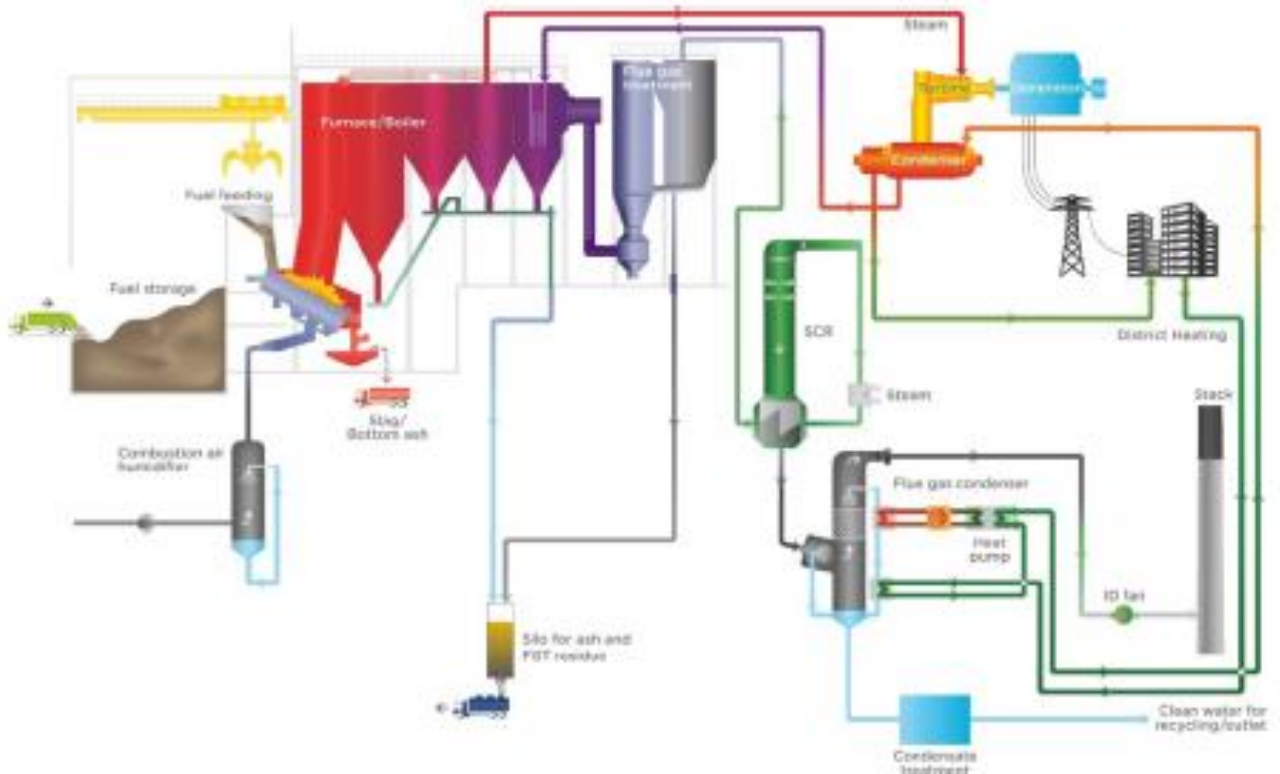 Steam
Flue gas
treatment
Turbine
Generator
Furnace/Boiler
Condenser
Fuel feeding
Fuel storage
SCR
District Heating
Steam
Stack
Slag/
Bottom ash
Combustion air
humidifier
Flue gas condenser
Heat
pump
ID fan
Silo for ash and
FGT residue
Clean water for
recycling/outlet
Condensate
treatment